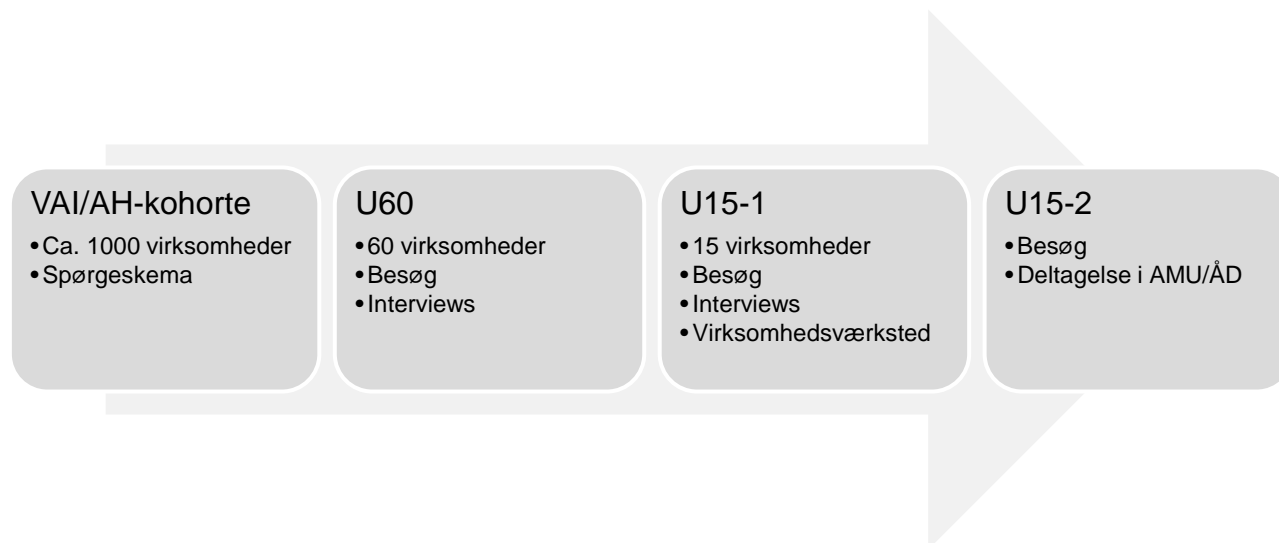 VAI/AH-kohorte
•Ca. 1000 virksomheder
•Spørgeskema
U60
•60 virksomheder
•Besøg
•Interviews
U15-1
•15 virksomheder
•Besøg
•Interviews
•Virksomhedsværksted
U15-2
•Besøg
•Deltagelse i AMU/ÅD